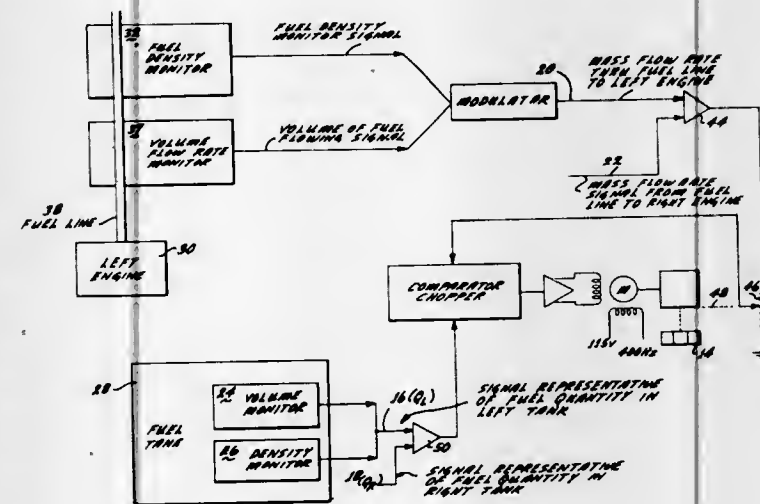 32
FUEL
DENSITY
MONITOR
FUEL DENSITY
MONITOR SIGNAL
VOLUME
FLOW RATE
MONITOR
VOLUME OF FUEL
FLOWING SIGNAL
MODULATOR
20
MASS FLOW RATE
THRU FUEL LINE
TO LEFT ENGINE
44
22
MASS FLOW RATE
SIGNAL FROM FUEL
LINE TO RIGHT ENGINE
38
FUEL LINE
LEFT
ENGINE
30
COMPARATOR
CHOPPER
M
115V
400HZ
48
46
14
28
FUEL
TANK
24
VOLUME
MONITOR
26
DENSITY
MONITOR
16(QL)
SIGNAL REPRESENTATIVE
OF FUEL QUANTITY IN
LEFT TANK
50
18(QR)
SIGNAL REPRESENTATIVE
OF FUEL QUANTITY IN
RIGHT TANK